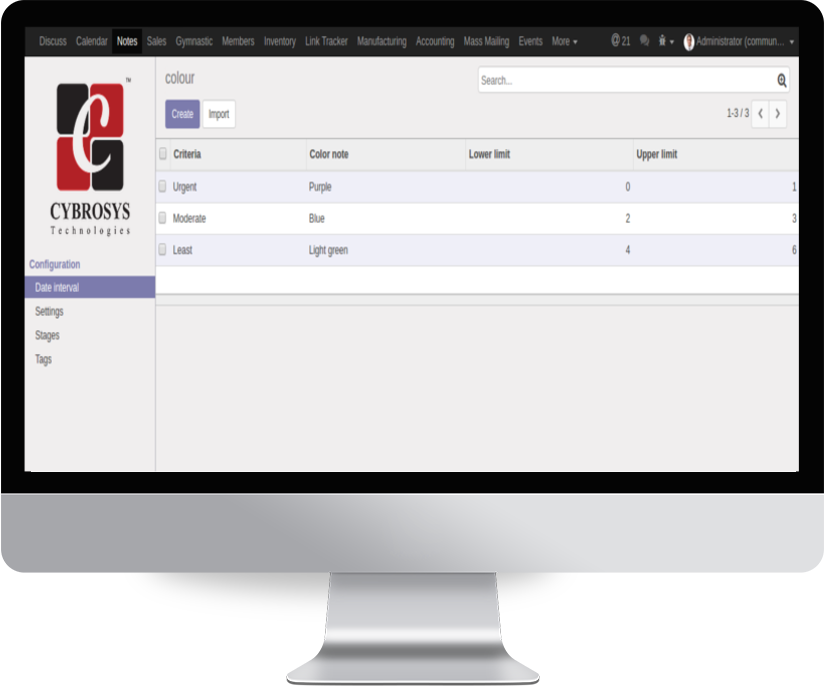 Discuss Calendar Notes Sales Gymnastic Members Inventory Link Tracker Manufacturing Accounting Mass Mailing Events More @ 21 Administrator (commun...
TM
CYBROSYS
Technologies
Configuration
Date interval
Settings
Stages
Tags
colour
Search...
Create Import
1-3 / 3
Criteria Color note Lower limit Upper limit
Urgent Purple 0 1
Moderate Blue 2 3
Least Light green 4 6